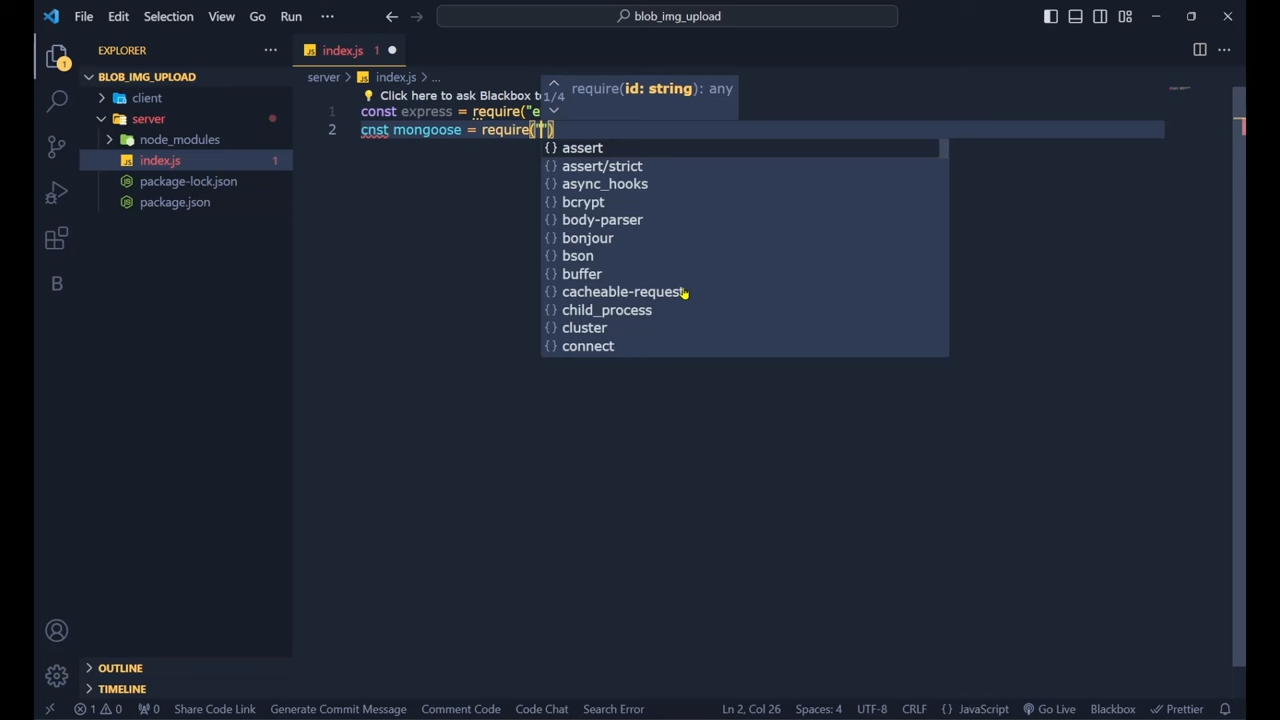 File Edit Selection View Go Run ··· blob_img_upload
EXPLORER ···
index.js 1
BLOB_IMG_UPLOAD
client
server
node_modules
index.js 1
package-lock.json
package.json
server > index.js > ...
Click here to ask Blackbox to
1/4 require(id: string): any
1 const express = require("e
2 cnst mongoose = require("")
{} assert
{} assert/strict
{} async_hooks
{} bcrypt
{} body-parser
{} bonjour
{} bson
{} buffer
{} cacheable-request
{} child_process
{} cluster
{} connect
B
1
OUTLINE
TIMELINE
1 0 0 Share Code Link Generate Commit Message Comment Code Code Chat Search Error Ln 2, Col 26 Spaces: 4 UTF-8 CRLF {} JavaScript Go Live Blackbox Prettier